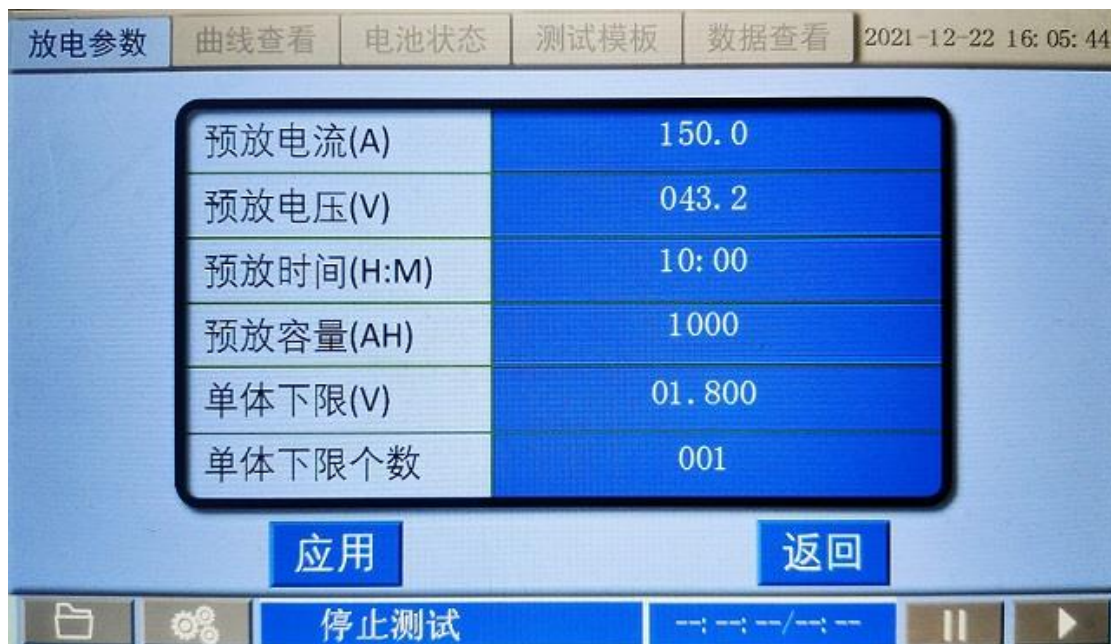 放电参数 曲线查看 电池状态 测试模板 数据查看 2021-12-22 16:05:44
预放电流(A) 150.0
预放电压(V) 043.2
预放时间(H:M) 10:00
预放容量(AH) 1000
单体下限(V) 01.800
单体下限个数 001
应用 返回
停止测试 --:--:--/--:--